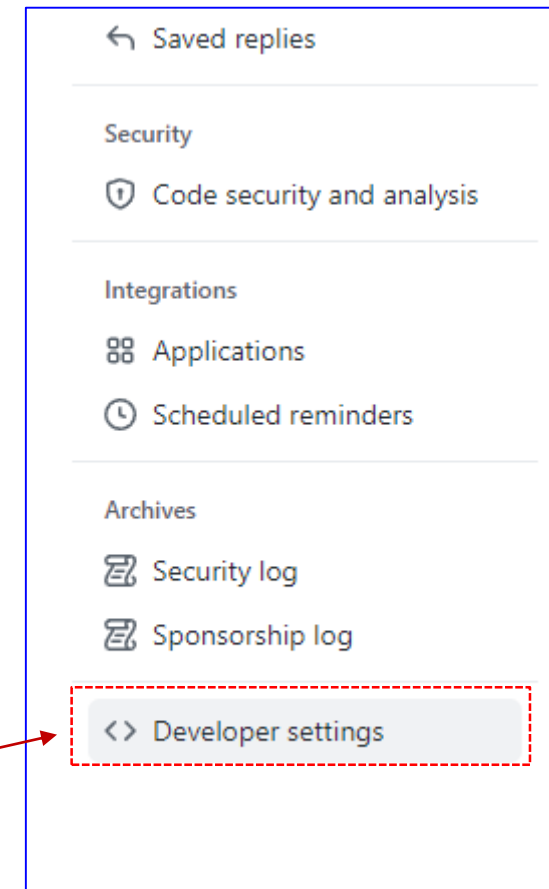 Saved replies
Security
Code security and analysis
Integrations
Applications
Scheduled reminders
Archives
Security log
Sponsorship log
Developer settings